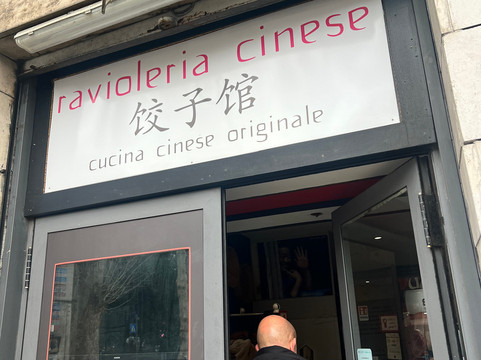 ravioleria cinese
饺子馆
cucina cinese originale